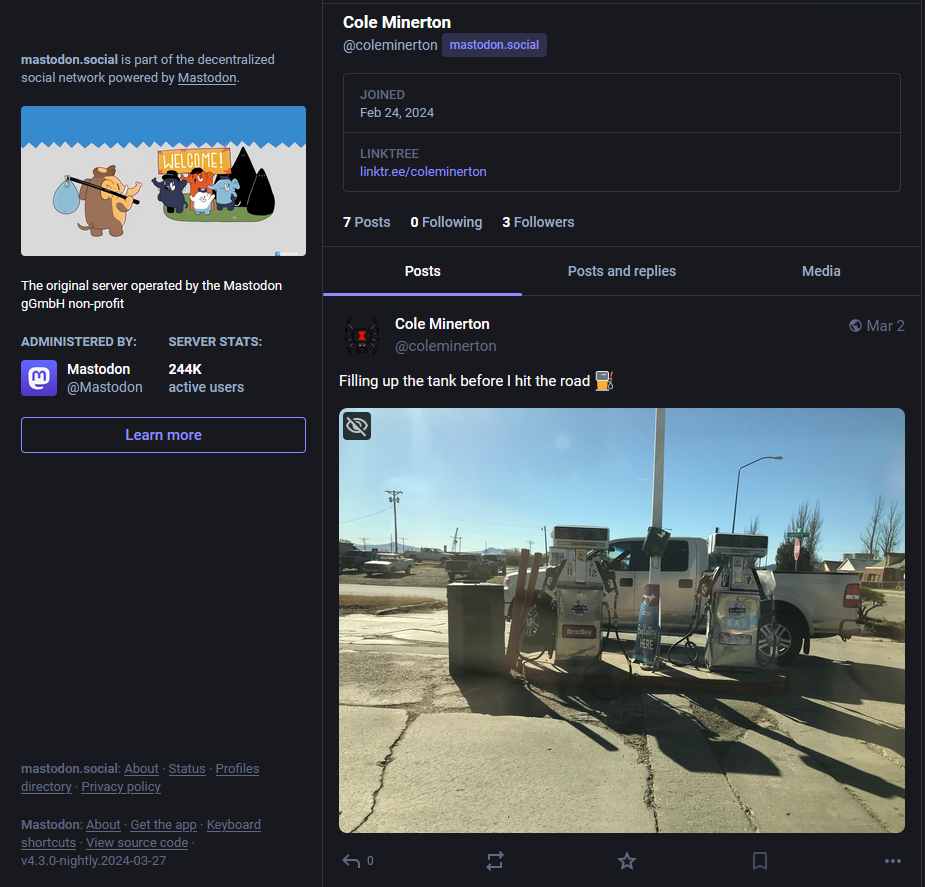 mastodon.social is part of the decentralized
social network powered by Mastodon.
WELCOME!
The original server operated by the Mastodon
gGmbH non-profit
ADMINISTERED BY:
Mastodon
@Mastodon
SERVER STATS:
244K
active users
Learn more
mastodon.social: About · Status · Profiles
directory · Privacy policy
Mastodon: About · Get the app · Keyboard
shortcuts · View source code ·
v4.3.0-nightly.2024-03-27
Cole Minerton
@coleminerton mastodon.social
JOINED
Feb 24, 2024
LINKTREE
linktr.ee/coleminerton
7 Posts 0 Following 3 Followers
Posts Posts and replies Media
Cole Minerton
@coleminerton
Mar 2
Filling up the tank before I hit the road ⛽
11 12
9
Bradley
HERE
GAS
0